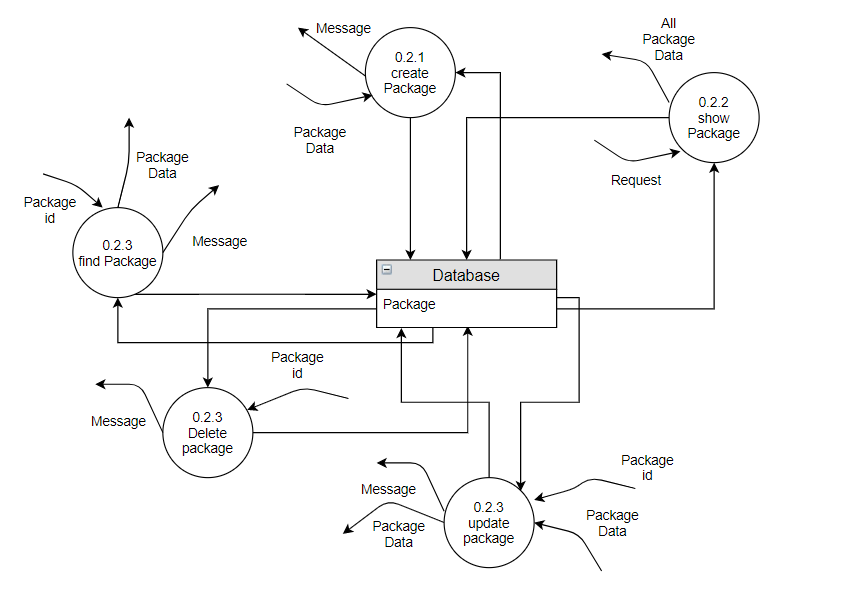 Message
0.2.1
create
Package
Package
Data
All
Package
Data
0.2.2
show
Package
Request
Package
Data
Package
id
Message
0.2.3
find Package
Database
Package
Package
id
Message
0.2.3
Delete
package
Message
Package
Data
0.2.3
update
package
Package
id
Package
Data